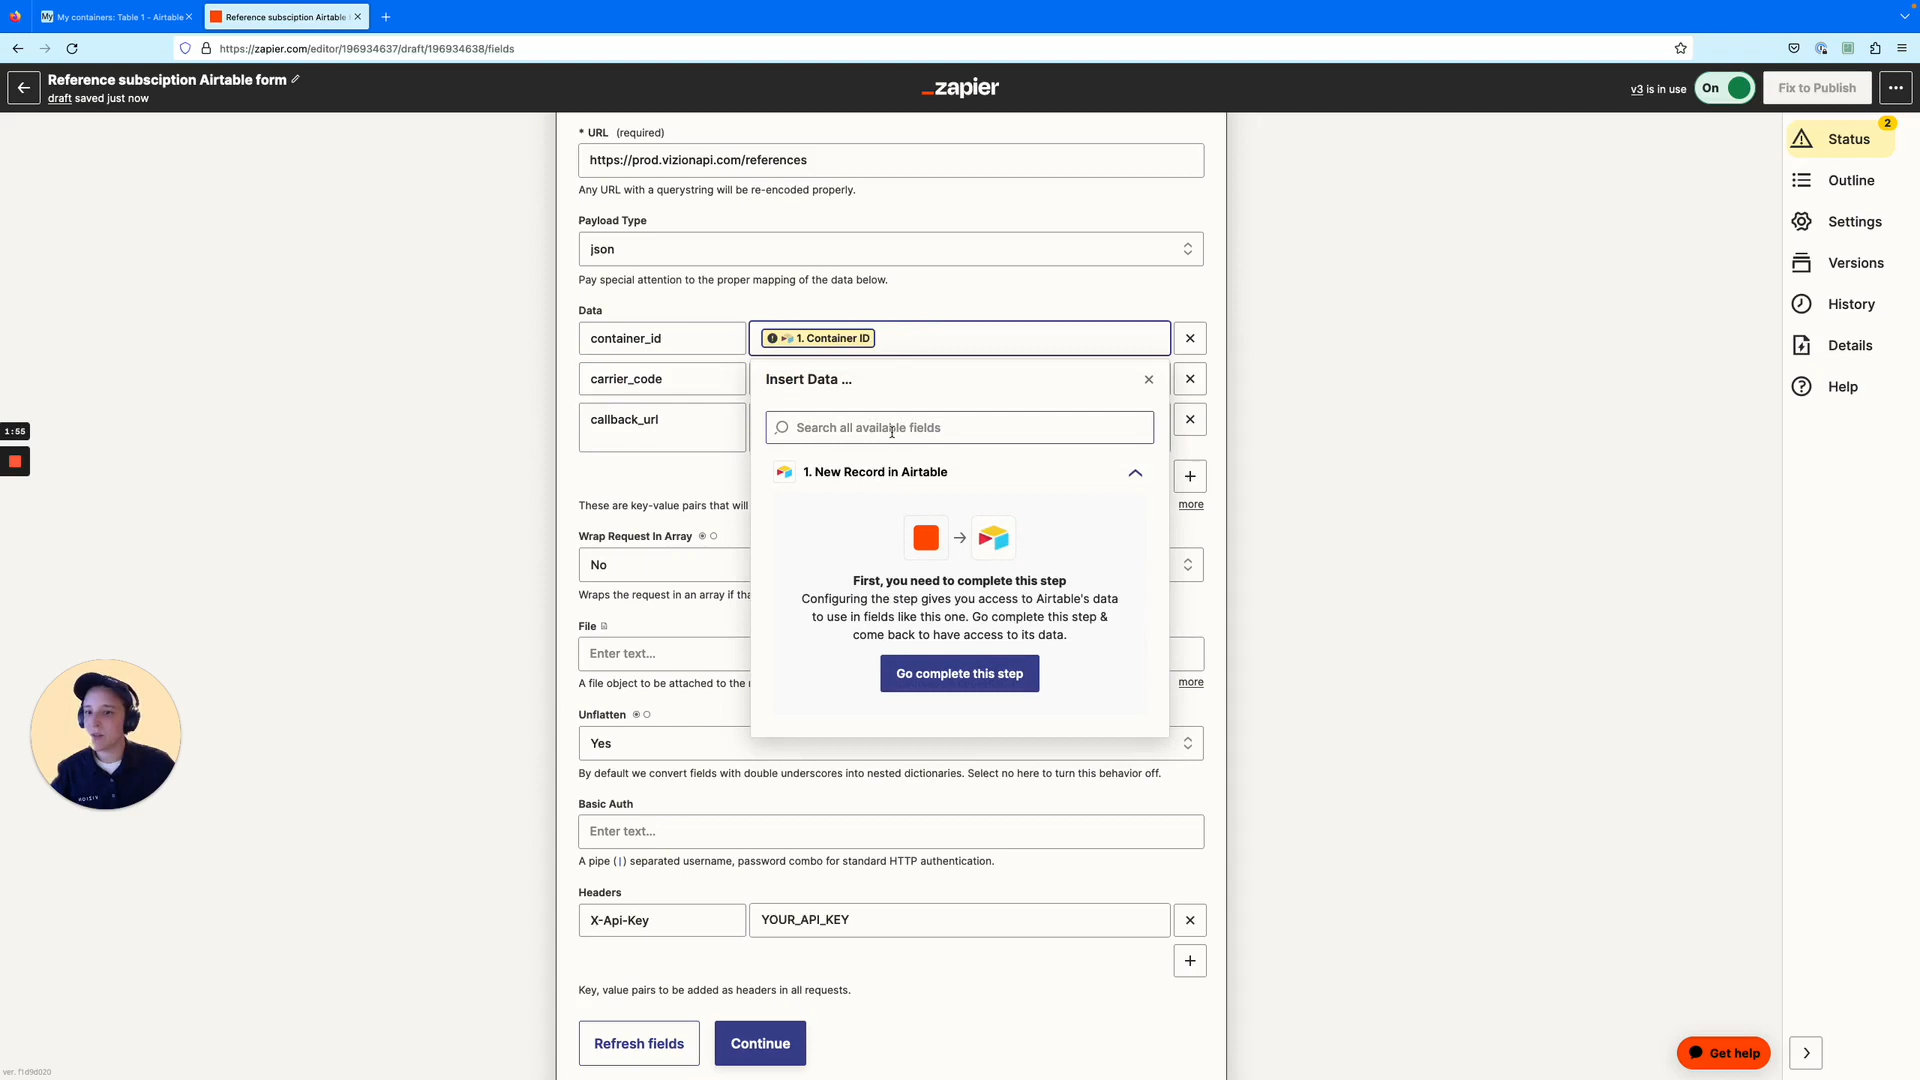 My containers: Table 1 - Airtable
Reference subsciption Airtable
https://zapier.com/editor/196934637/draft/196934638/fields
Reference subsciption Airtable form
draft saved just now
_zapier
v3 is in use
On
Fix to Publish
* URL (required)
https://prod.vizionapi.com/references
Any URL with a querystring will be re-encoded properly.
Payload Type
json
Pay special attention to the proper mapping of the data below.
Data
container_id
1. Container ID
carrier_code
callback_url
Insert Data ...
Search all available fields
1. New Record in Airtable
First, you need to complete this step
Configuring the step gives you access to Airtable's data
to use in fields like this one. Go complete this step &
come back to have access to its data.
Go complete this step
These are key-value pairs that will
more
Wrap Request In Array
No
Wraps the request in an array if
File
Enter text...
A file object to be attached to the
more
Unflatten
Yes
By default we convert fields with double underscores into nested dictionaries. Select no here to turn this behavior off.
Basic Auth
Enter text...
A pipe (|) separated username, password combo for standard HTTP authentication.
Headers
X-Api-Key
YOUR_API_KEY
Key, value pairs to be added as headers in all requests.
Refresh fields
Continue
Status
2
Outline
Settings
Versions
History
Details
Help
Get help
1:55
ver. f1d9d020